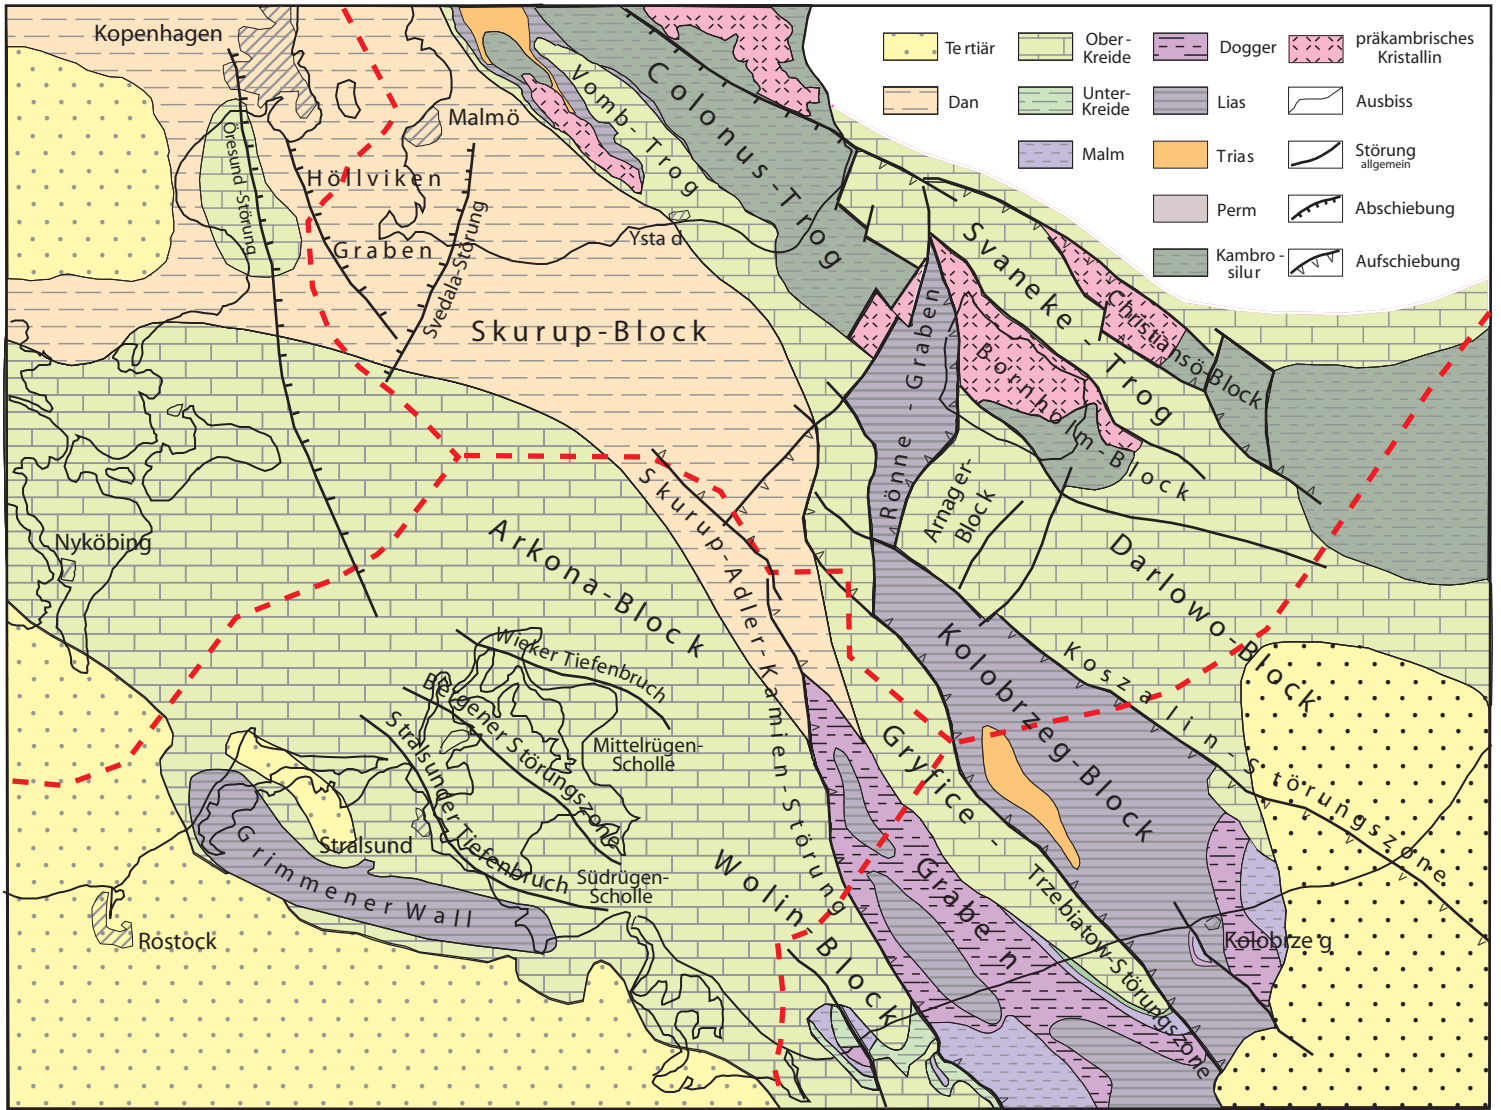 Kopenhagen
Malmö
Öresund-Störung
Höllviken
Graben
Svedala-Störung
Ystad
Skurup-Block
Vomb-Trog
Colonus-Trog
Svaneke-Trog
Christiansö-Block
Bornholm-Block
Rönne-Graben
Arnager-
Block
Darlowo-Block
Nyköbing
Arkona-Block
Skurup-Adler-Kamien-Störung
Wieker Tiefenbruch
Bergener Störungszone
Stralsunder Tiefenbruch
Mittelrügen-
Scholle
Südrügen-
Scholle
Stralsund
Grimmener Wall
Rostock
Wolin-Block
Gryfice-Graben
Kolobrzeg-Block
Koszalin-Störungszone
Trzebiatow-Störungszone
Kolobrzeg
Tertiär
Dan
Ober-
Kreide
Unter-
Kreide
Malm
Dogger
Lias
Trias
Perm
Kambro-
silur
präkambrisches
Kristallin
Ausbiss
Störung
allgemein
Abschiebung
Aufschiebung